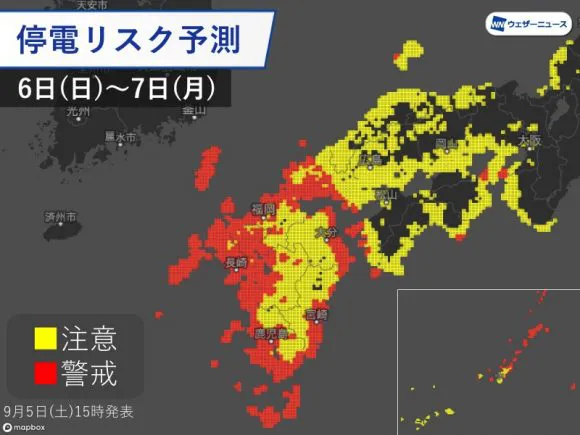 天安市
停電リスク予測
WN ウェザーニュース
6日(日)〜7日(月)
光州
釜山
麗水市
大阪
岡山
広島
松山
済州市
福岡
大分
長崎
宮崎
鹿児島
注意
警戒
9月5日(土)15時発表
mapbox